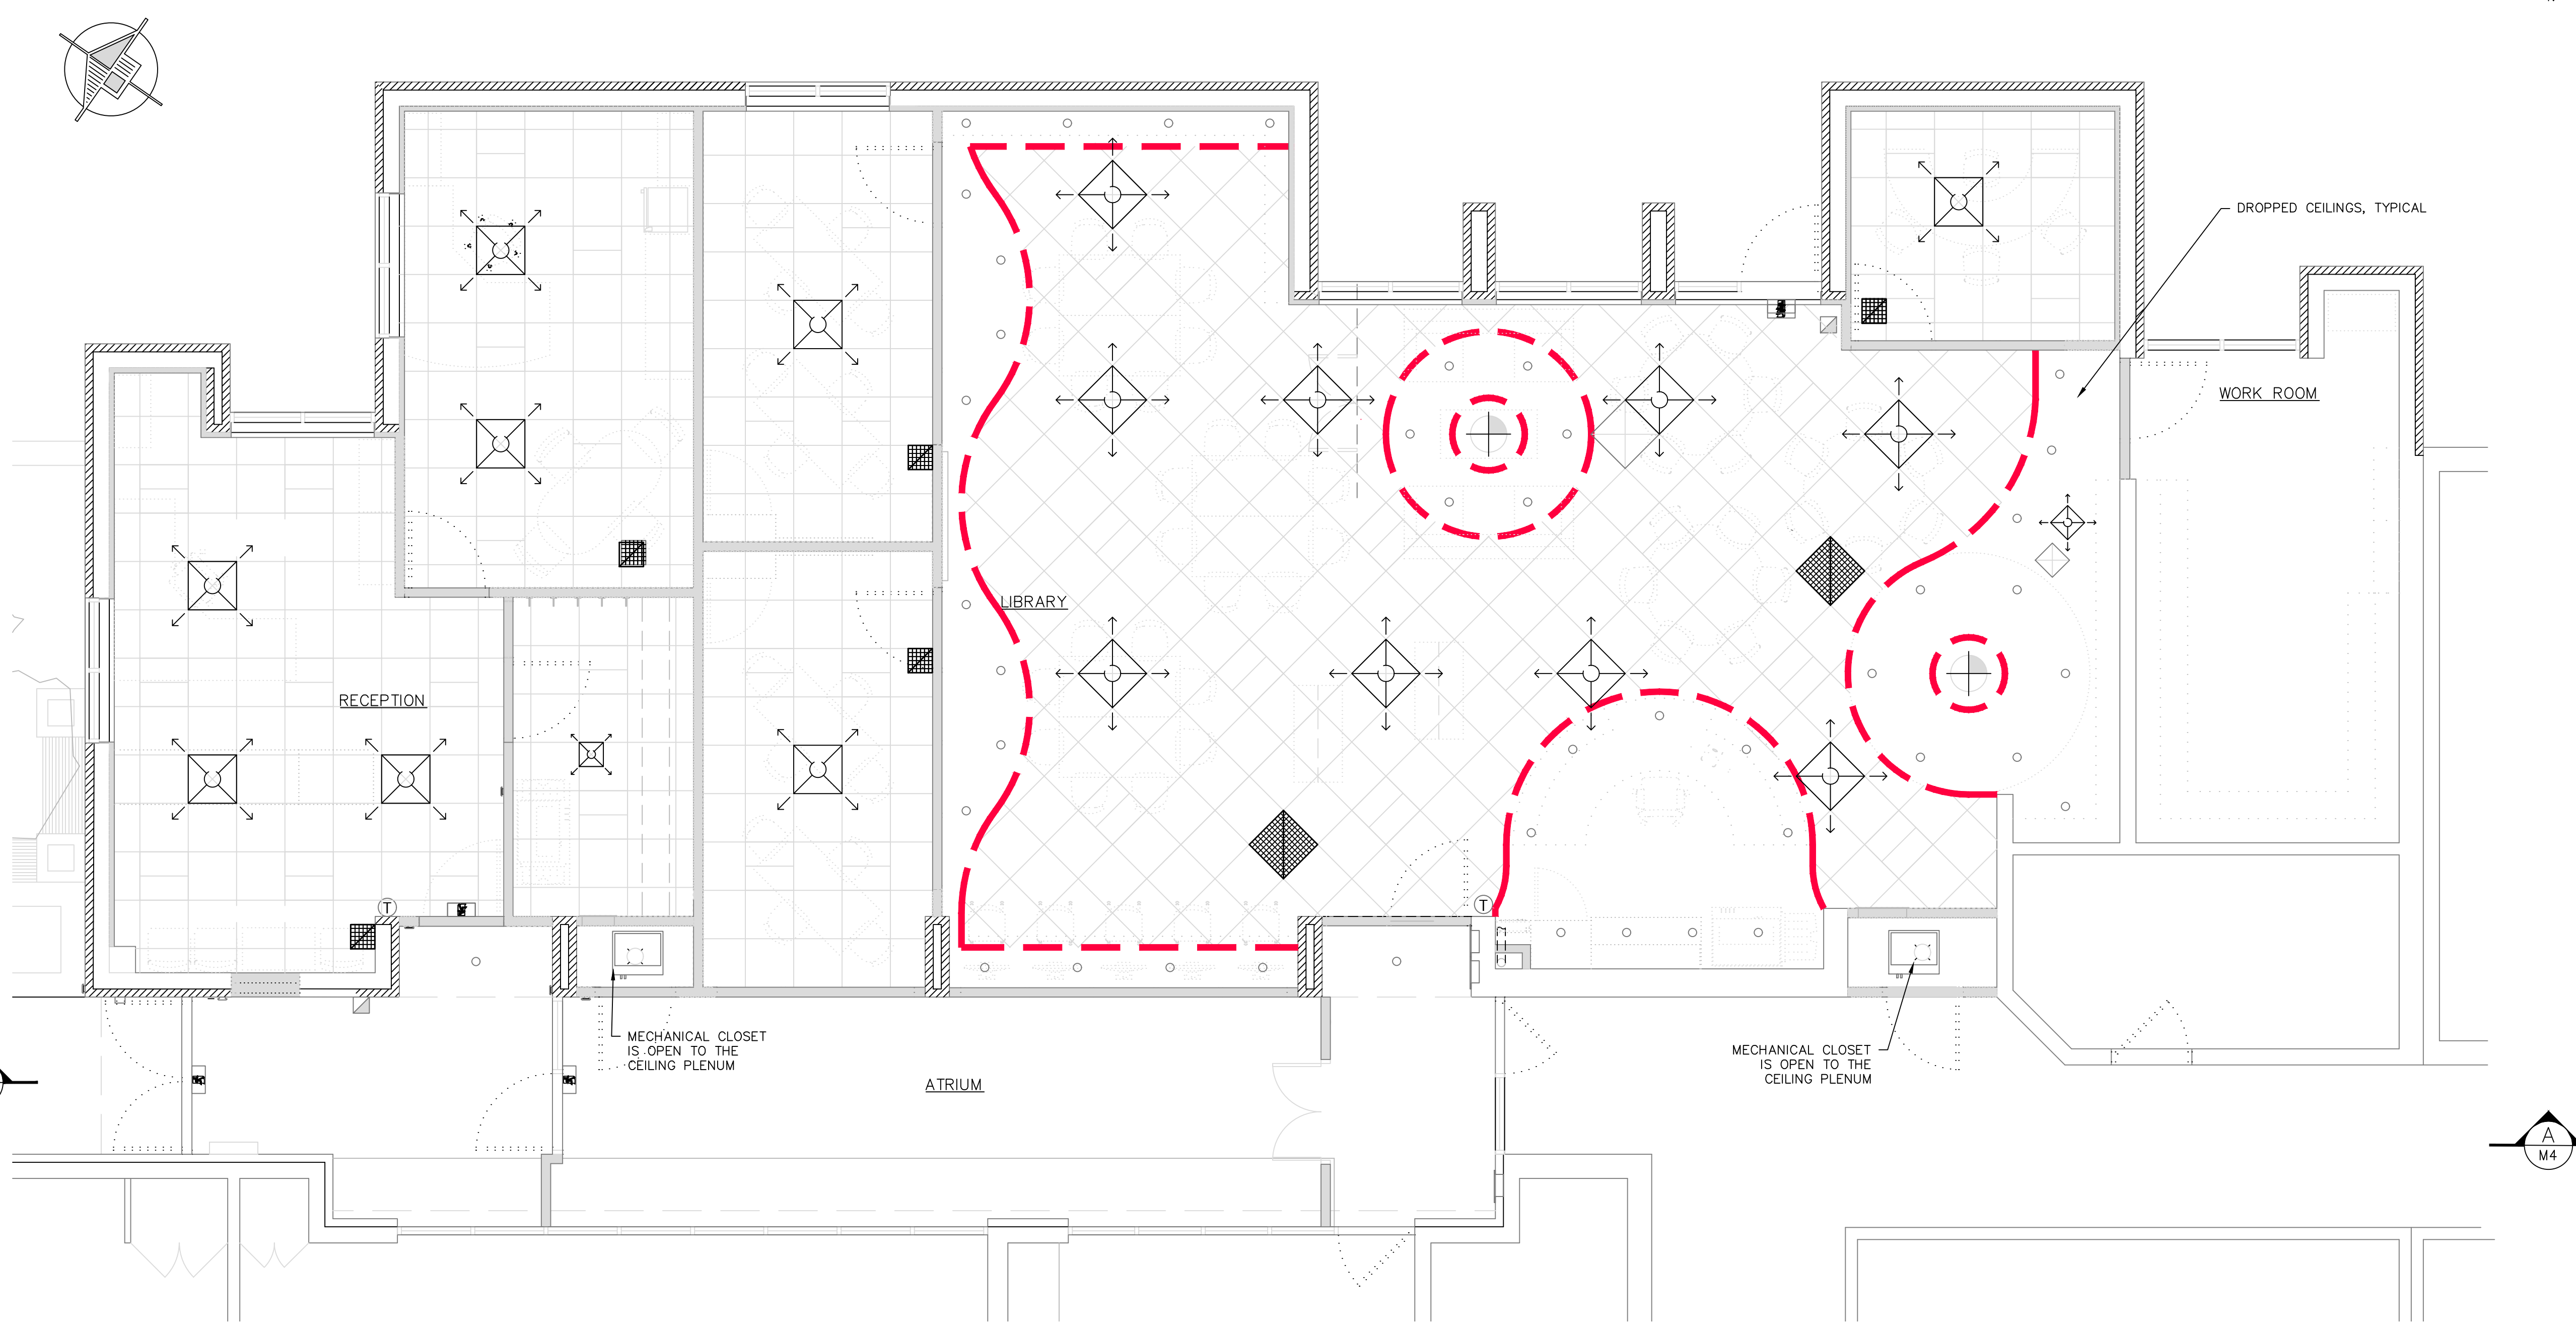 DROPPED CEILINGS, TYPICAL
WORK ROOM
LIBRARY
RECEPTION
T
T
MECHANICAL CLOSET
IS OPEN TO THE
CEILING PLENUM
ATRIUM
MECHANICAL CLOSET
IS OPEN TO THE
CEILING PLENUM
A
M4